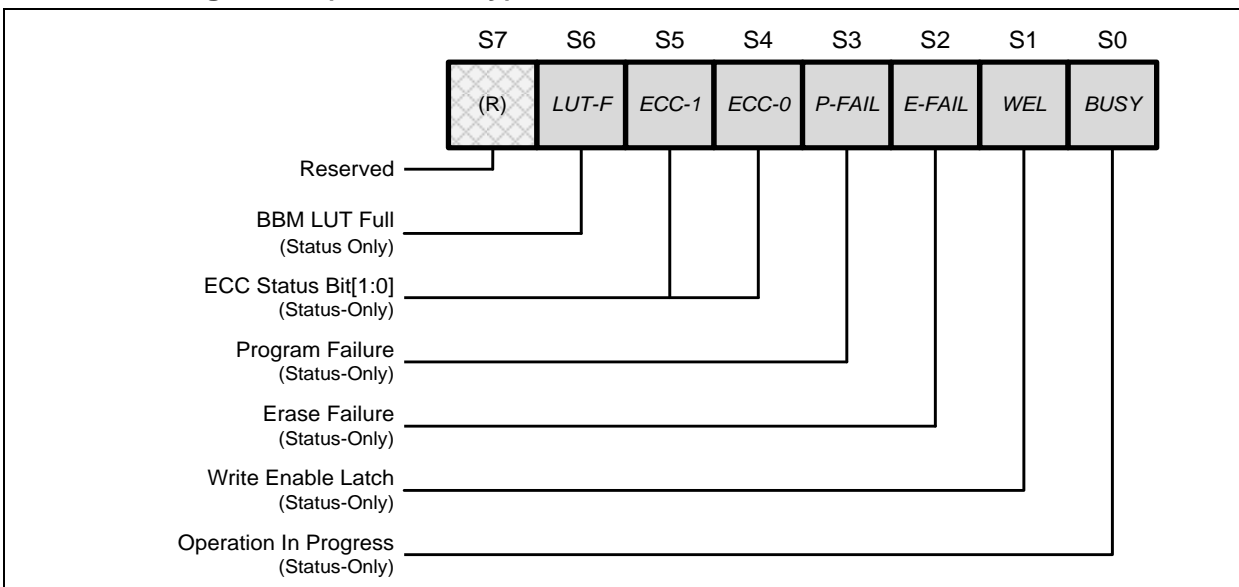 S7 S6 S5 S4 S3 S2 S1 S0
(R) LUT-F ECC-1 ECC-0 P-FAIL E-FAIL WEL BUSY
Reserved
BBM LUT Full
(Status Only)
ECC Status Bit[1:0]
(Status-Only)
Program Failure
(Status-Only)
Erase Failure
(Status-Only)
Write Enable Latch
(Status-Only)
Operation In Progress
(Status-Only)